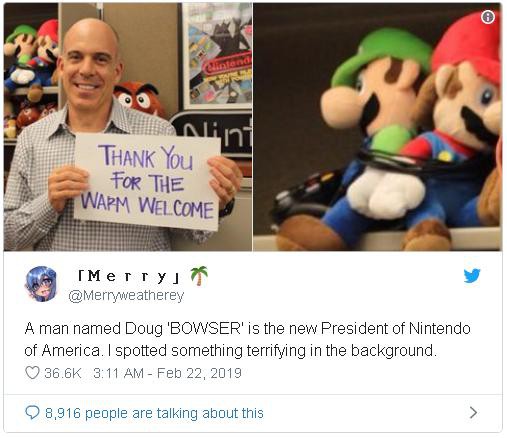 Nintendo
THANK YOU
FOR THE
WARM WELCOME
「Ｍｅｒｒｙ」🌴
@Merryweatherey
A man named Doug 'BOWSER' is the new President of Nintendo
of America. I spotted something terrifying in the background.
36.6K 3:11 AM - Feb 22, 2019
8,916 people are talking about this